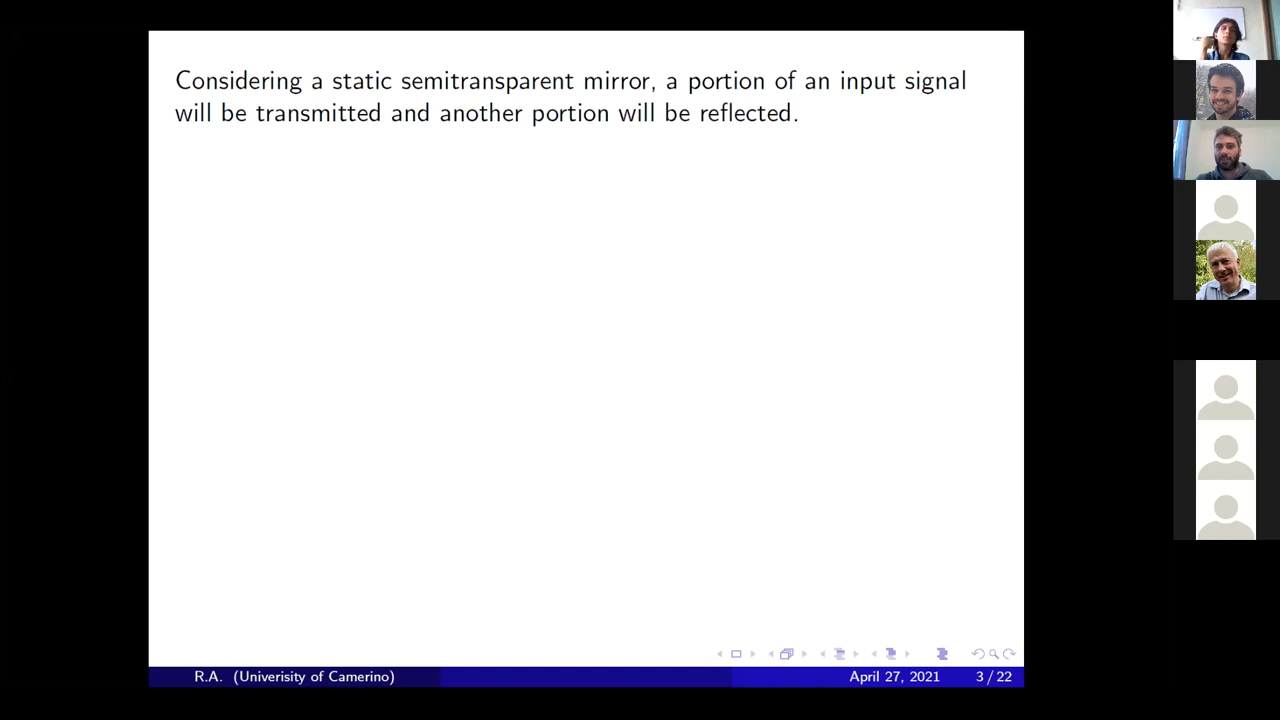 Considering a static semitransparent mirror, a portion of an input signal
will be transmitted and another portion will be reflected.
R.A. (Univerisity of Camerino)
April 27, 2021
3 / 22